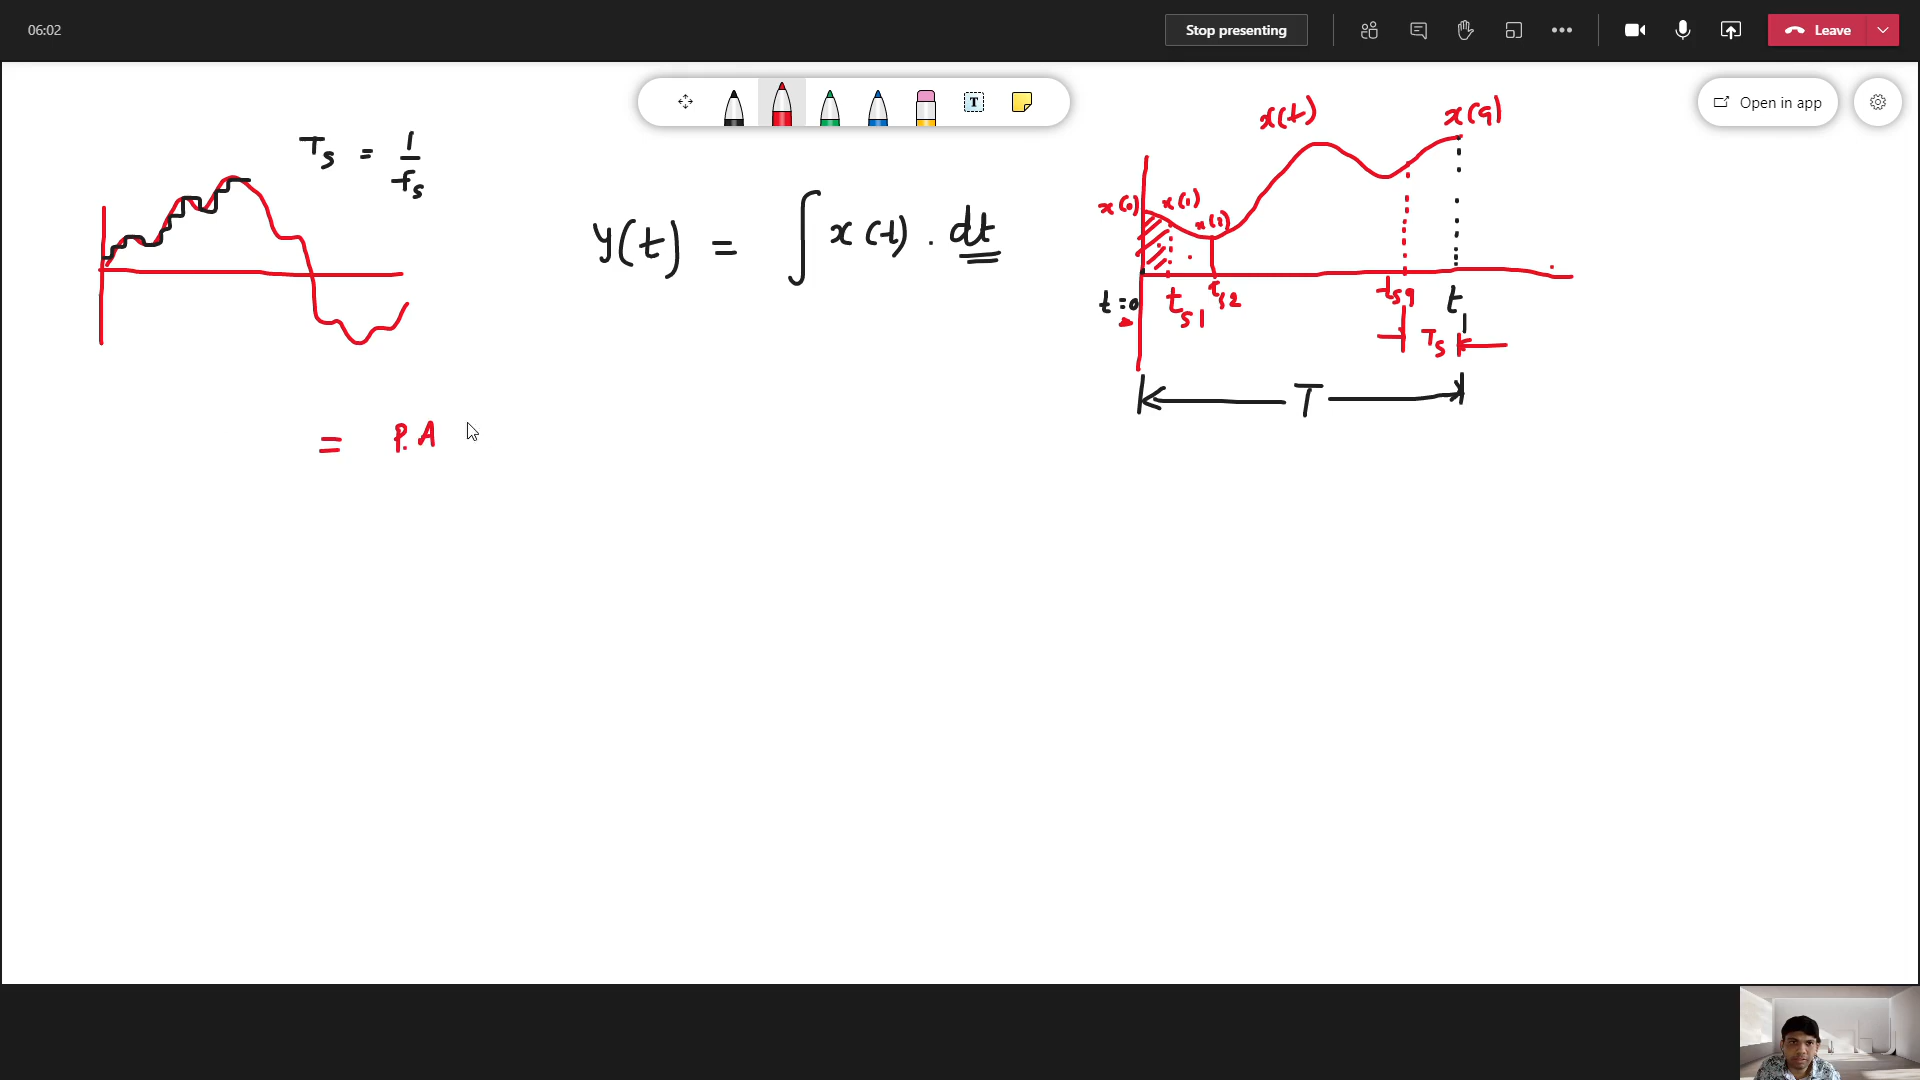 06:02
Stop presenting
Leave
T
Open in app
Ts = 1/fs
y(t) = ∫ x(t) . dt
x(t)
x(9)
x(0)
x(1)
x(2)
t=0
ts1
ts2
ts9
t
Ts
T
= P.A